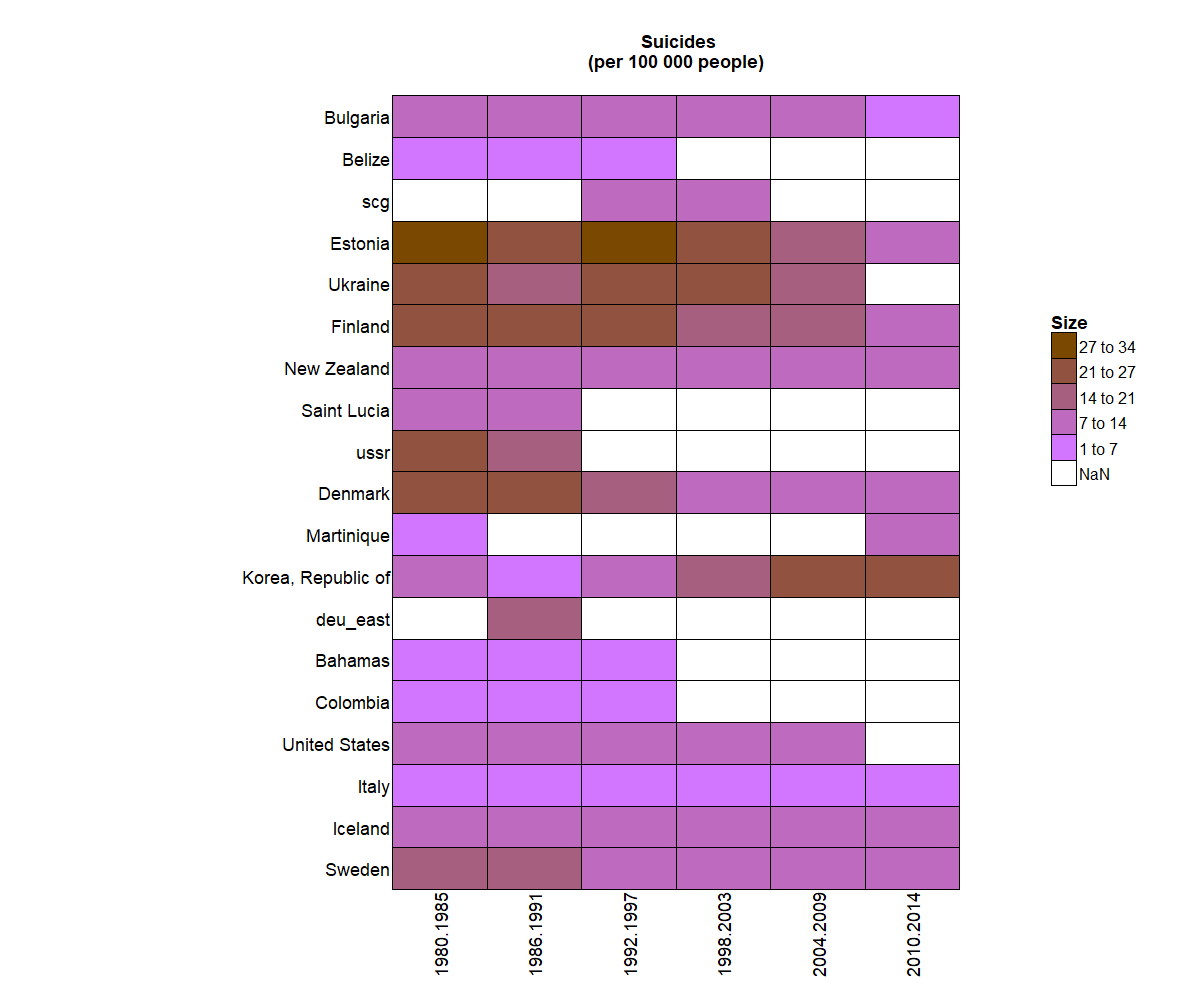 Suicides
(per 100 000 people)
Bulgaria
Belize
scg
Estonia
Ukraine
Finland
New Zealand
Saint Lucia
ussr
Denmark
Martinique
Korea, Republic of
deu_east
Bahamas
Colombia
United States
Italy
Iceland
Sweden
1980.1985
1986.1991
1992.1997
1998.2003
2004.2009
2010.2014
Size
27 to 34
21 to 27
14 to 21
7 to 14
1 to 7
NaN